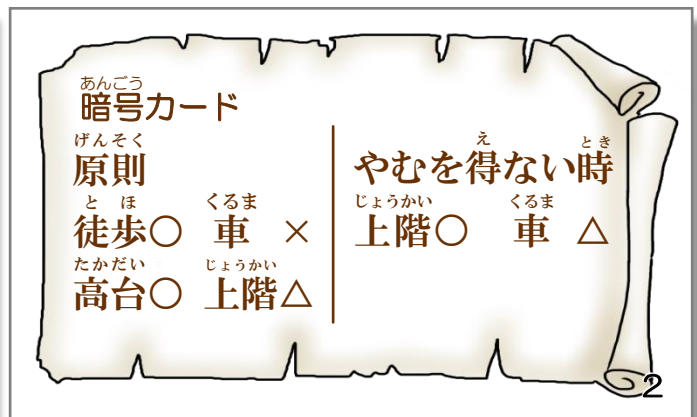 あんごう
暗号カード
げんそく
原則
とほ くるま
徒歩○ 車 ×
たかだい じょうかい
高台○ 上階△
え とき
やむを得ない時
じょうかい くるま
上階○ 車 △
2